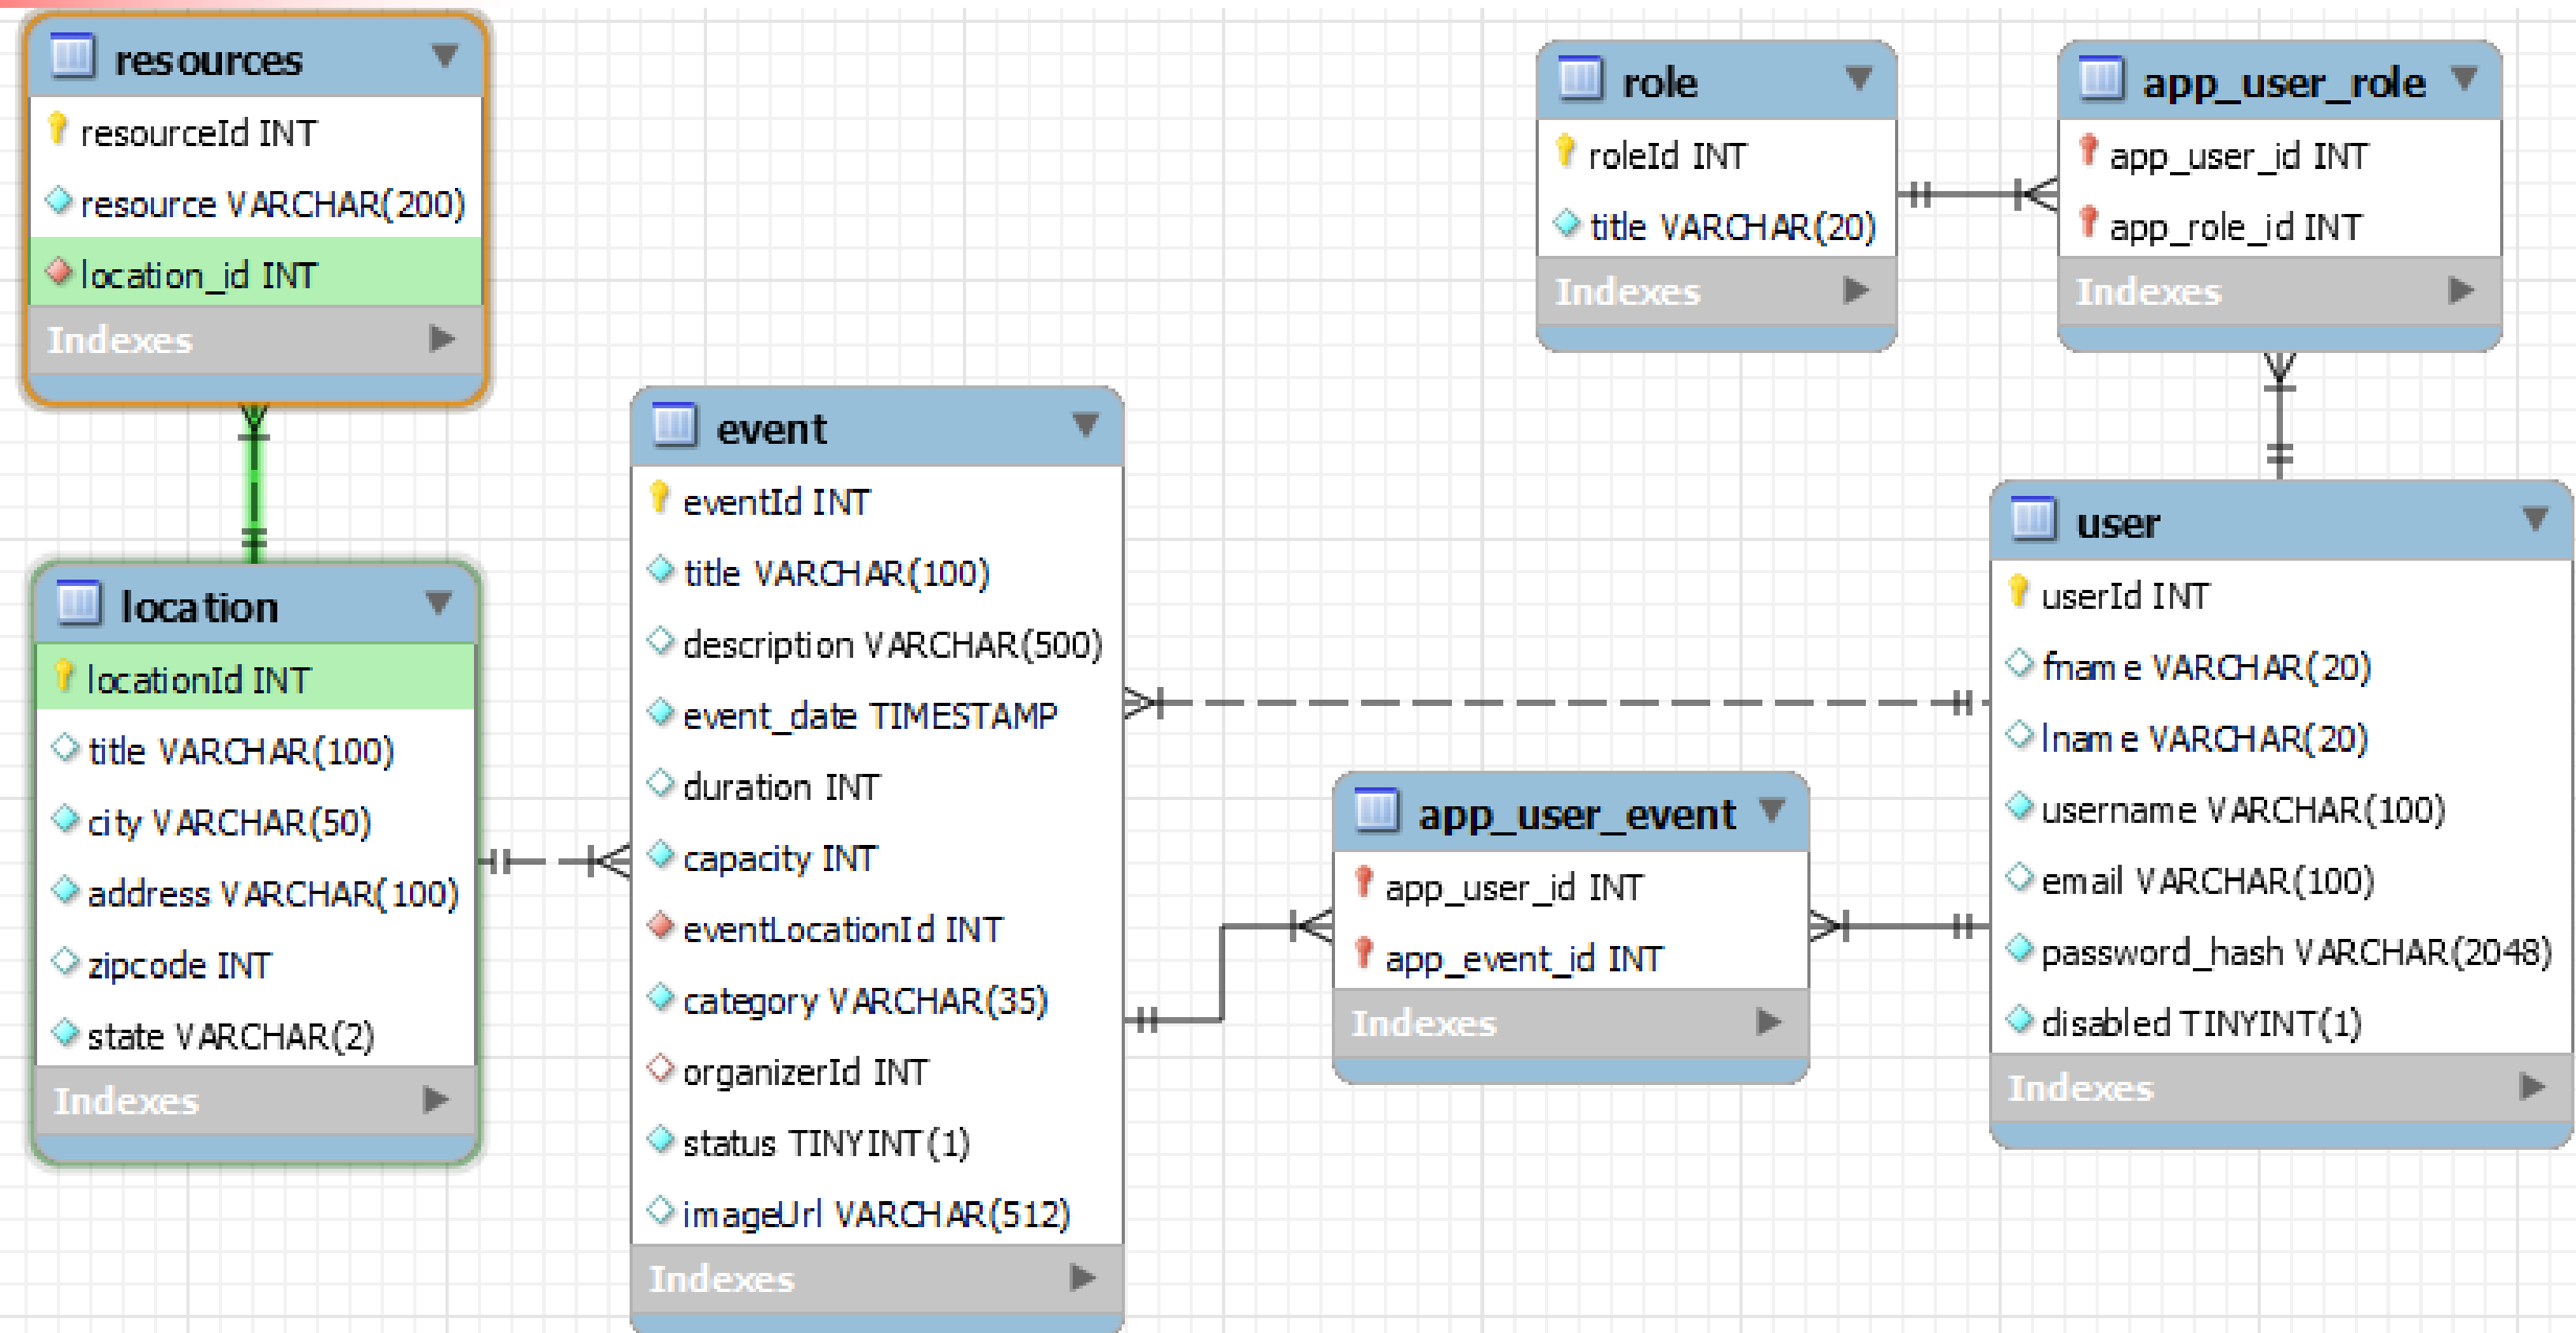 resources
resourceId INT
resource VARCHAR(200)
location_id INT
Indexes
location
locationId INT
title VARCHAR(100)
city VARCHAR(50)
address VARCHAR(100)
zipcode INT
state VARCHAR(2)
Indexes
event
eventId INT
title VARCHAR(100)
description VARCHAR(500)
event_date TIMESTAMP
duration INT
capacity INT
eventLocationId INT
category VARCHAR(35)
organizerId INT
status TINYINT(1)
imageUrl VARCHAR(512)
Indexes
role
roleId INT
title VARCHAR(20)
Indexes
app_user_role
app_user_id INT
app_role_id INT
Indexes
app_user_event
app_user_id INT
app_event_id INT
Indexes
user
userId INT
fname VARCHAR(20)
lname VARCHAR(20)
username VARCHAR(100)
email VARCHAR(100)
password_hash VARCHAR(2048)
disabled TINYINT(1)
Indexes